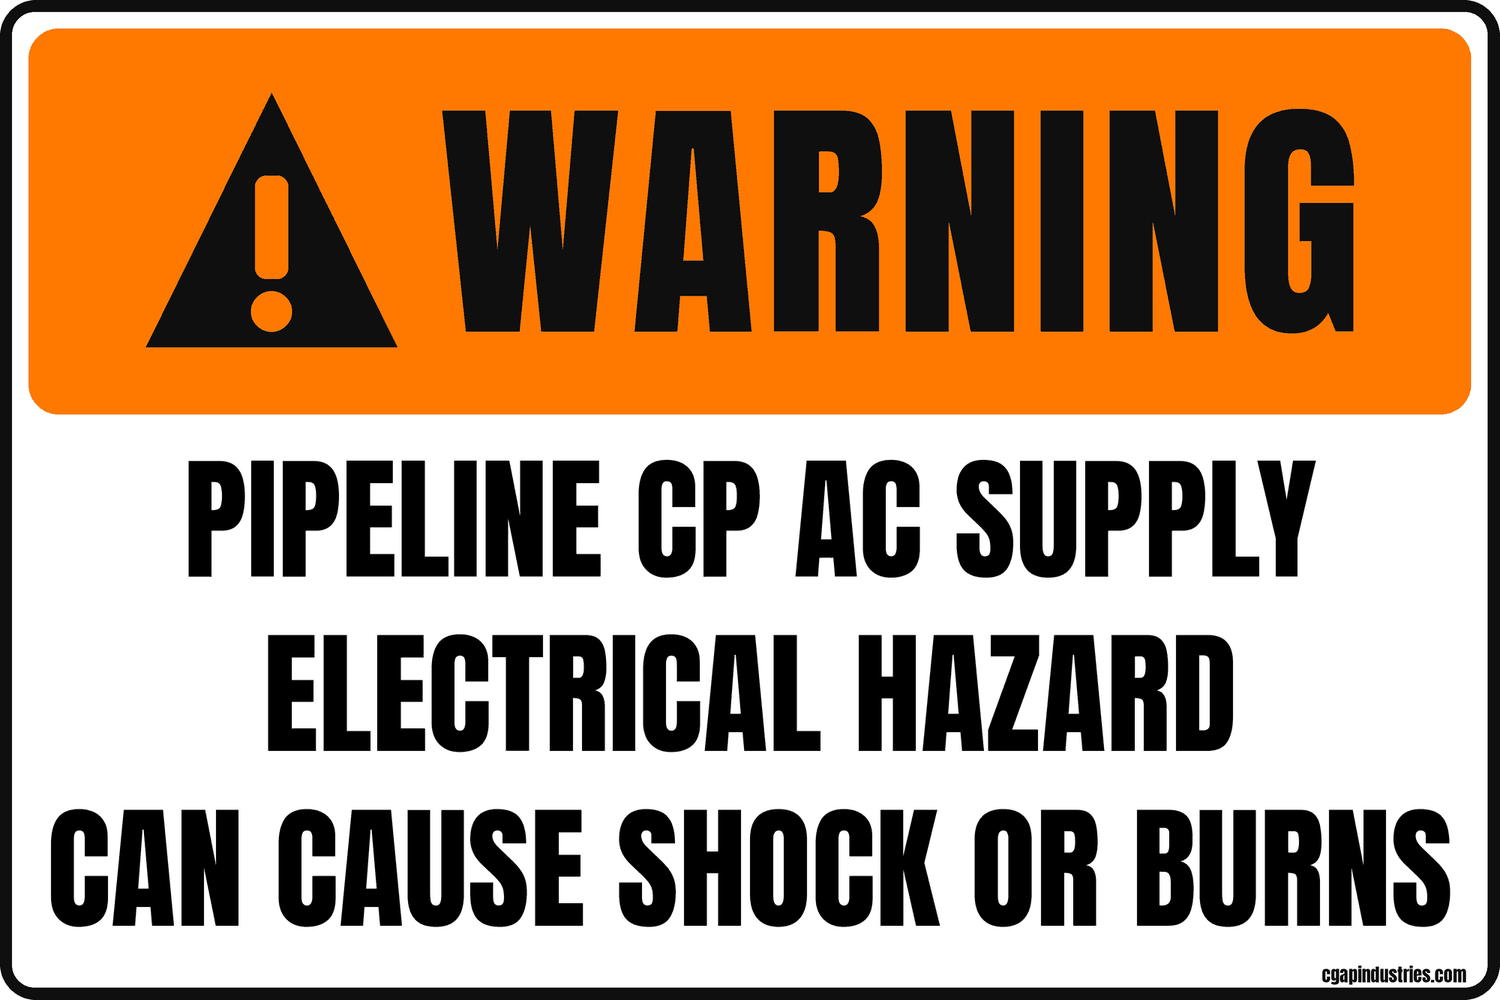 WARNING
PIPELINE CP AC SUPPLY
ELECTRICAL HAZARD
CAN CAUSE SHOCK OR BURNS
cgapindustries.com